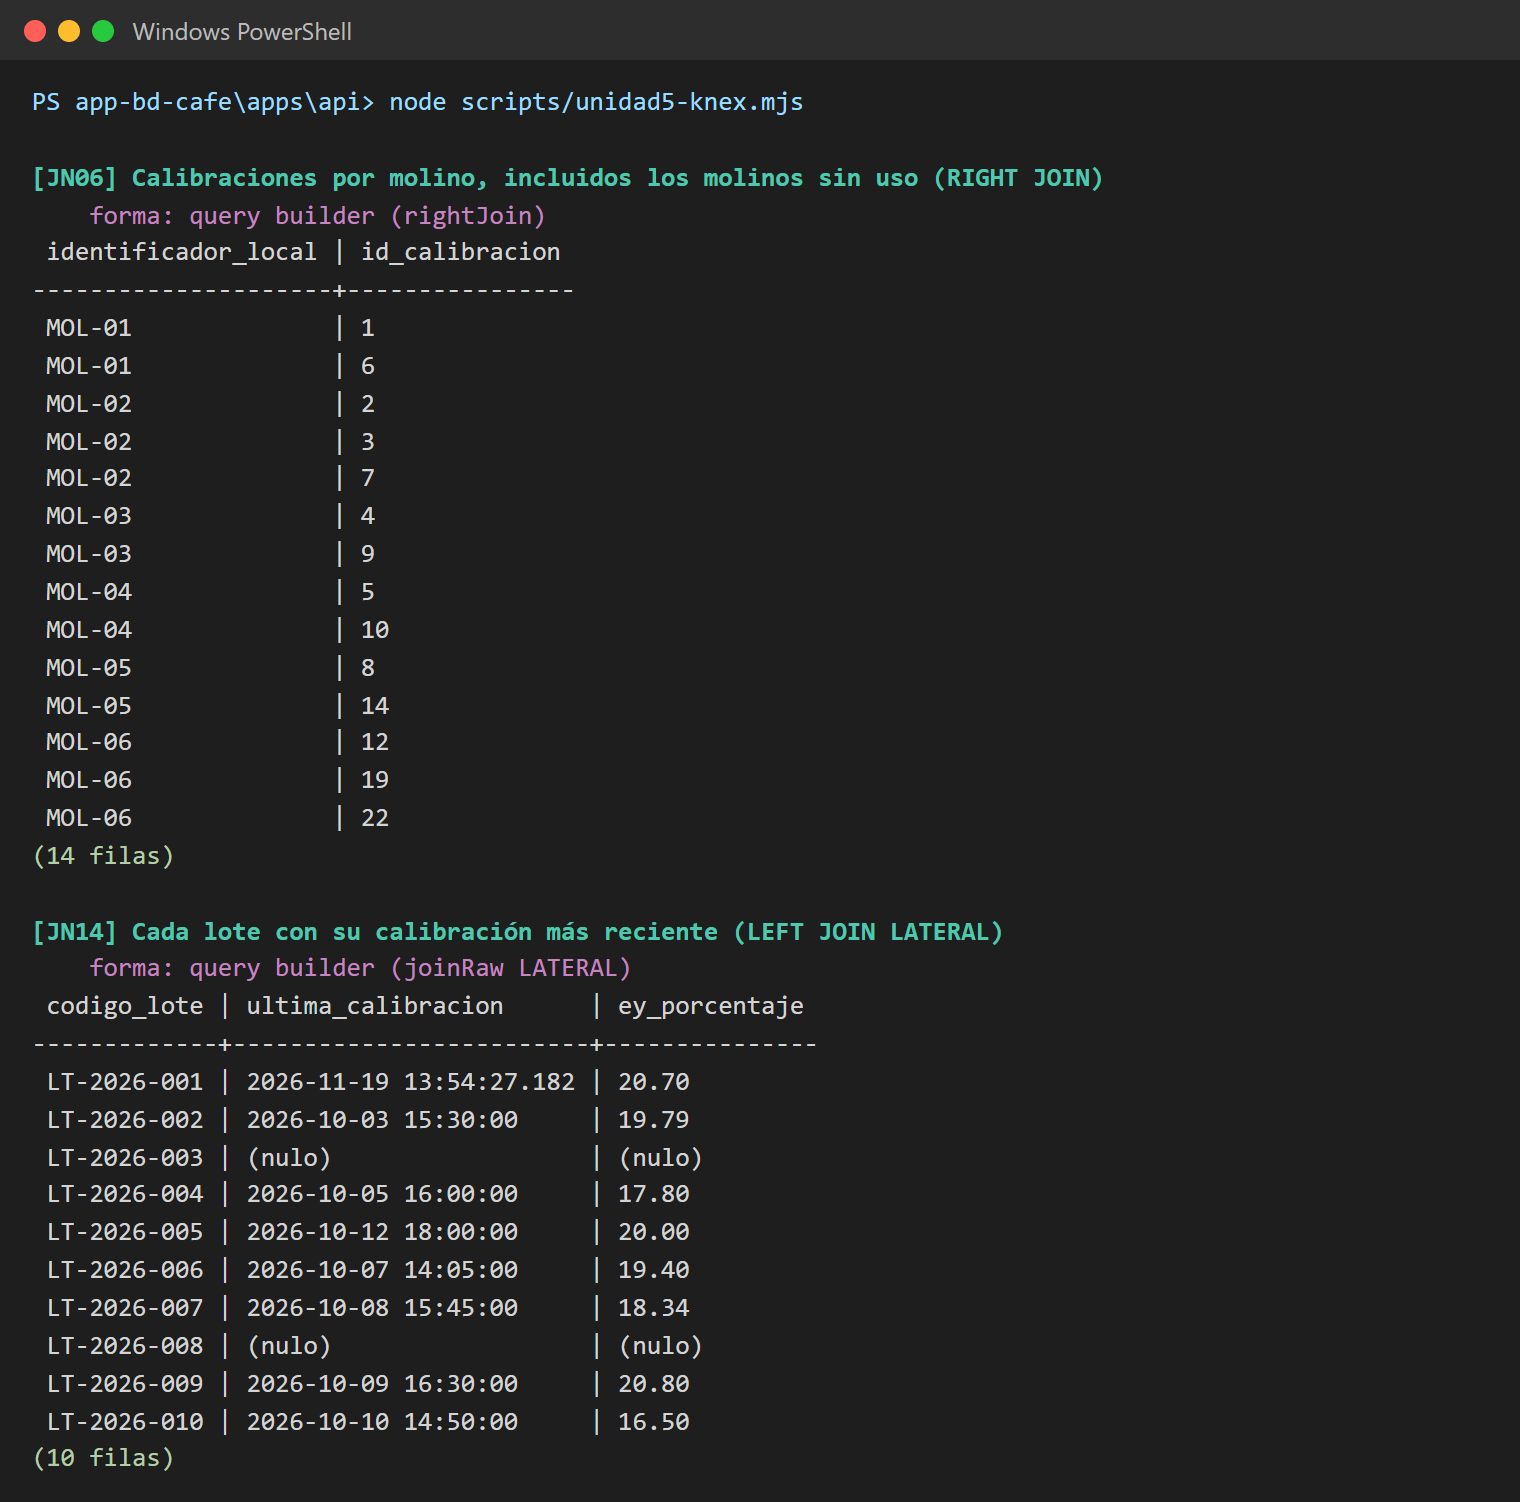 Windows PowerShell
PS app-bd-cafe\apps\api> node scripts/unidad5-knex.mjs
[JN06] Calibraciones por molino, incluidos los molinos sin uso (RIGHT JOIN)
    forma: query builder (rightJoin)
 identificador_local | id_calibracion
---------------------+----------------
 MOL-01              | 1
 MOL-01              | 6
 MOL-02              | 2
 MOL-02              | 3
 MOL-02              | 7
 MOL-03              | 4
 MOL-03              | 9
 MOL-04              | 5
 MOL-04              | 10
 MOL-05              | 8
 MOL-05              | 14
 MOL-06              | 12
 MOL-06              | 19
 MOL-06              | 22
(14 filas)
[JN14] Cada lote con su calibración más reciente (LEFT JOIN LATERAL)
    forma: query builder (joinRaw LATERAL)
 codigo_lote | ultima_calibracion      | ey_porcentaje
-------------+-------------------------+---------------
 LT-2026-001 | 2026-11-19 13:54:27.182 | 20.70
 LT-2026-002 | 2026-10-03 15:30:00     | 19.79
 LT-2026-003 | (nulo)                  | (nulo)
 LT-2026-004 | 2026-10-05 16:00:00     | 17.80
 LT-2026-005 | 2026-10-12 18:00:00     | 20.00
 LT-2026-006 | 2026-10-07 14:05:00     | 19.40
 LT-2026-007 | 2026-10-08 15:45:00     | 18.34
 LT-2026-008 | (nulo)                  | (nulo)
 LT-2026-009 | 2026-10-09 16:30:00     | 20.80
 LT-2026-010 | 2026-10-10 14:50:00     | 16.50
(10 filas)